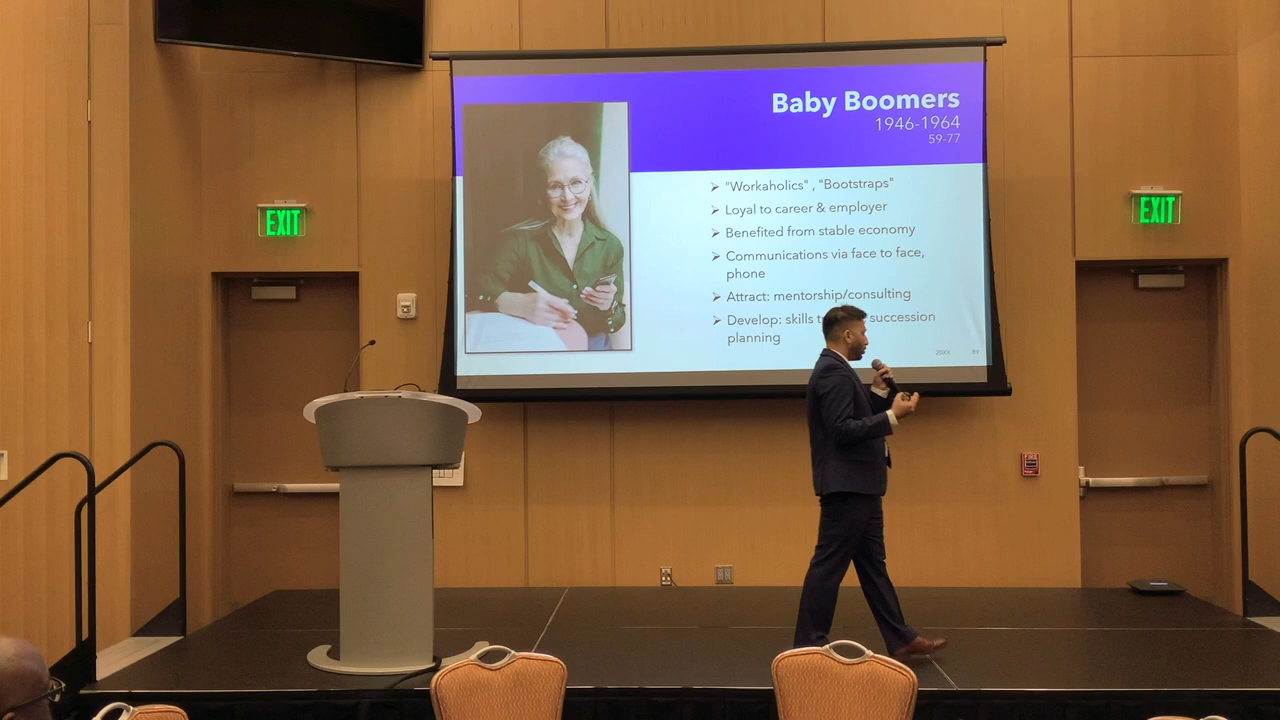 Baby Boomers
1946-1964
59-77
"Workaholics" , "Bootstraps"
Loyal to career & employer
Benefited from stable economy
Communications via face to face,
phone
Attract: mentorship/consulting
Develop: skills succession
planning
20XX
EXIT
EXIT